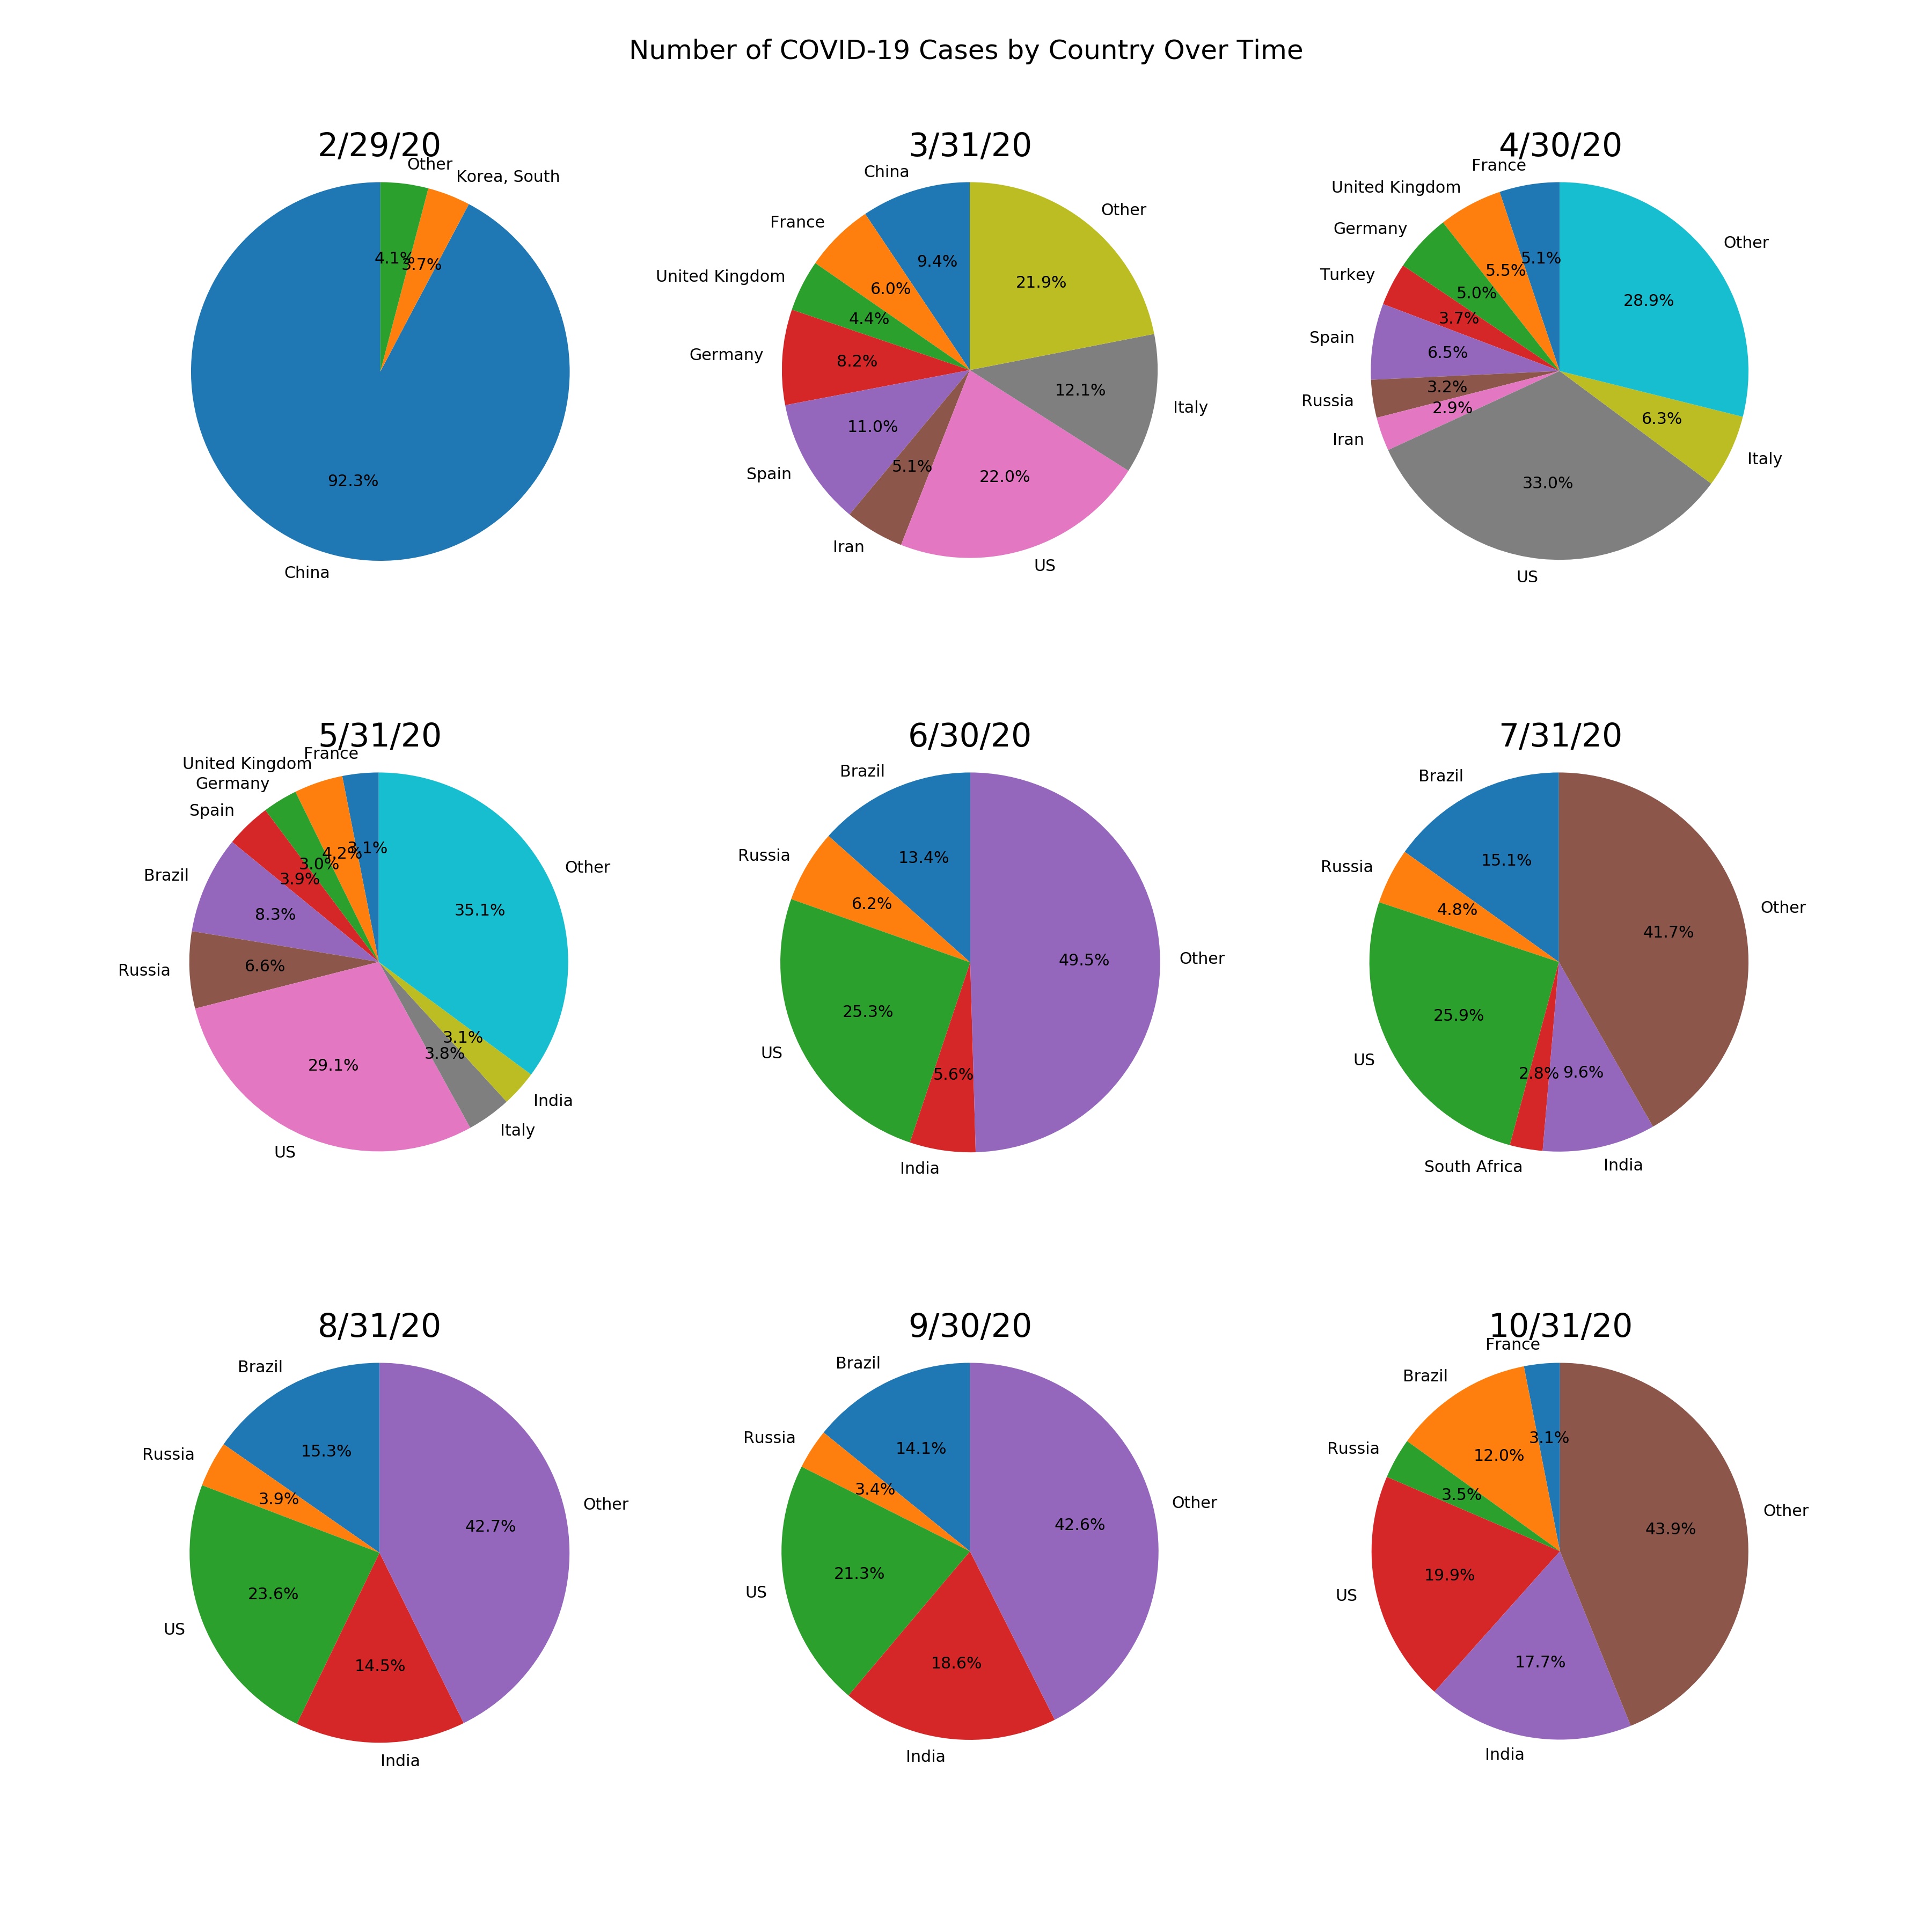 Number of COVID-19 Cases by Country Over Time
2/29/20
Other
Korea, South
4.1%
3.7%
92.3%
China
3/31/20
China
Other
France
9.4%
21.9%
United Kingdom
6.0%
4.4%
Germany
8.2%
12.1%
Italy
11.0%
Spain
5.1%
22.0%
Iran
US
4/30/20
France
United Kingdom
Germany
Other
Turkey
5.1%
5.5%
5.0%
28.9%
3.7%
Spain
6.5%
3.2%
Russia
2.9%
6.3%
Iran
Italy
33.0%
US
5/31/20
France
United Kingdom
Germany
Spain
3.1%
4.2%
3.0%
Other
Brazil
3.9%
8.3%
35.1%
Russia
6.6%
3.1%
3.8%
29.1%
India
Italy
US
6/30/20
Brazil
Russia
13.4%
6.2%
49.5%
Other
25.3%
US
5.6%
India
7/31/20
Brazil
Russia
15.1%
4.8%
Other
41.7%
25.9%
US
2.8%
9.6%
South Africa
India
8/31/20
Brazil
Russia
15.3%
3.9%
Other
42.7%
23.6%
US
14.5%
India
9/30/20
Brazil
Russia
14.1%
3.4%
Other
42.6%
21.3%
US
18.6%
India
10/31/20
France
Brazil
Russia
3.1%
12.0%
3.5%
Other
43.9%
19.9%
US
17.7%
India